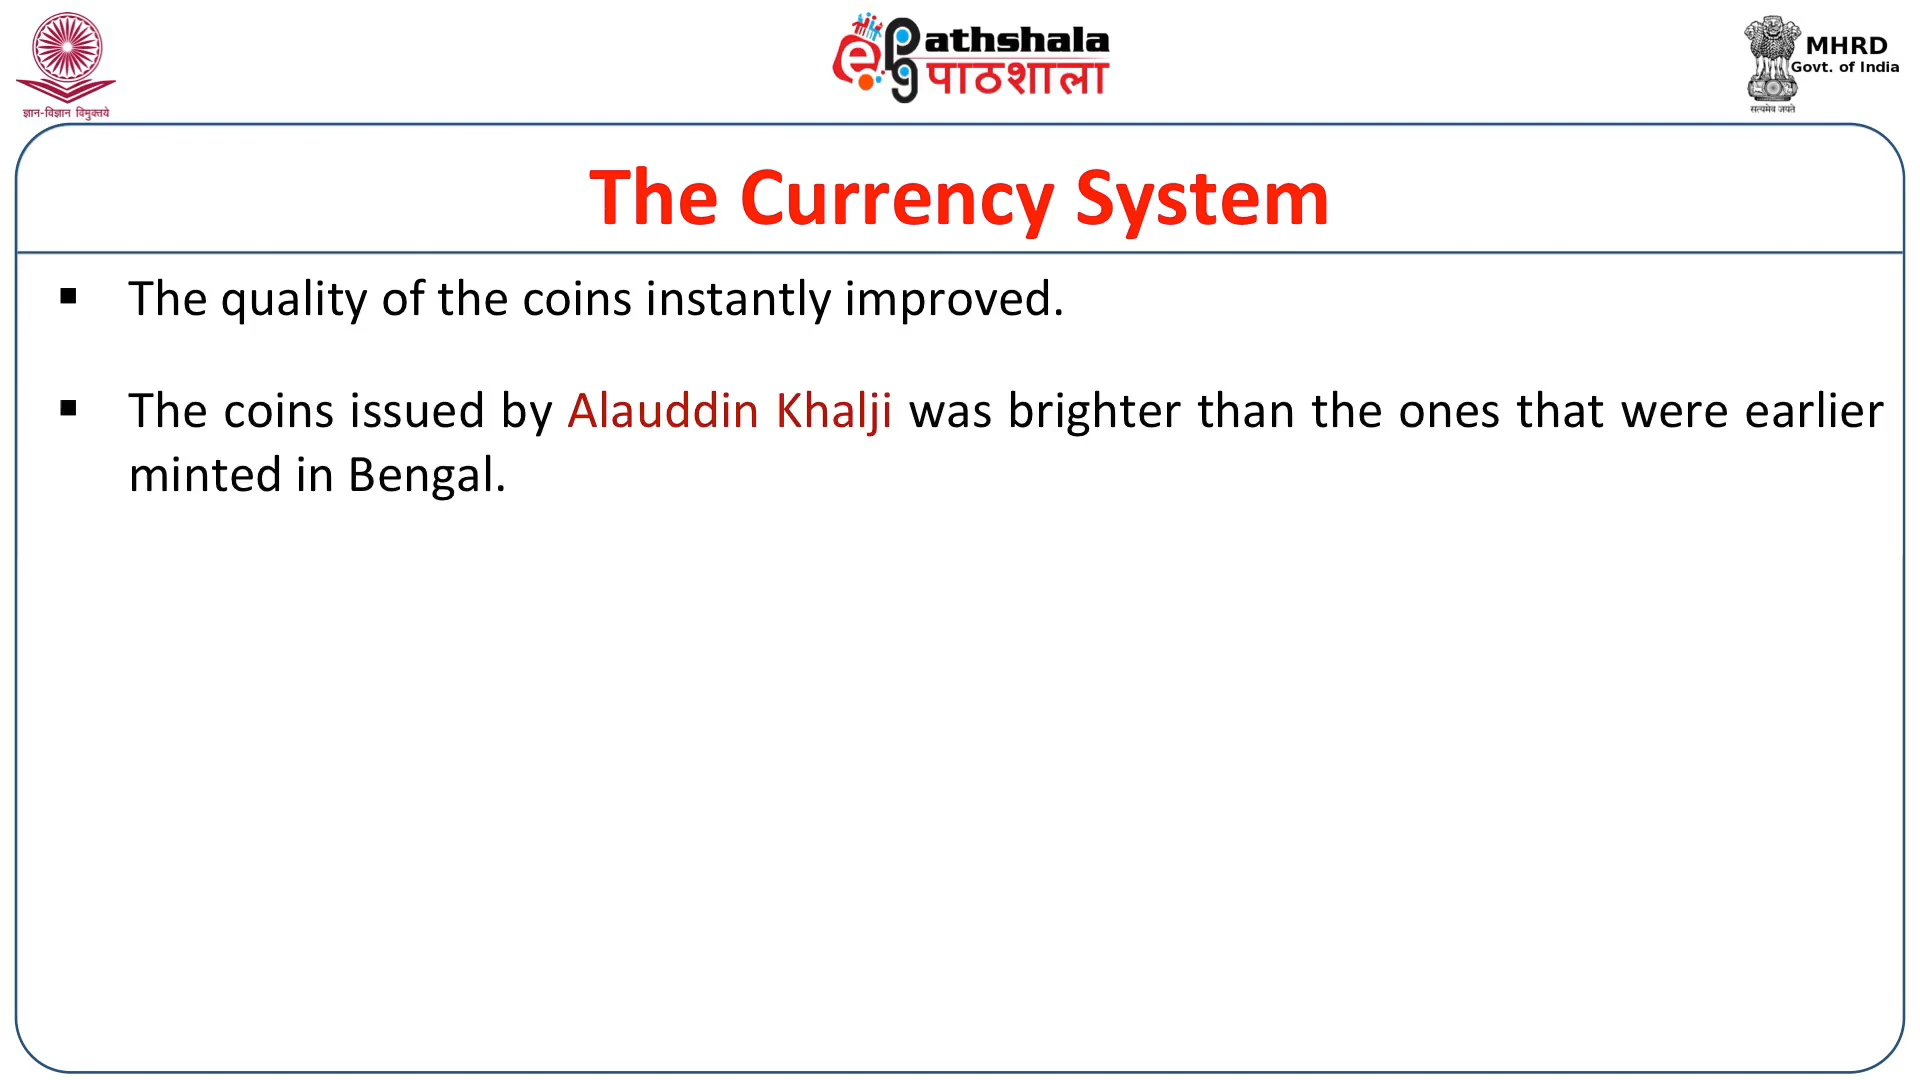 ज्ञान-विज्ञान विमुक्तये
ePathshala
पाठशाला
MHRD
Govt. of India
सत्यमेव जयते
The Currency System
▪ The quality of the coins instantly improved.
▪ The coins issued by Alauddin Khalji was brighter than the ones that were earlier
minted in Bengal.